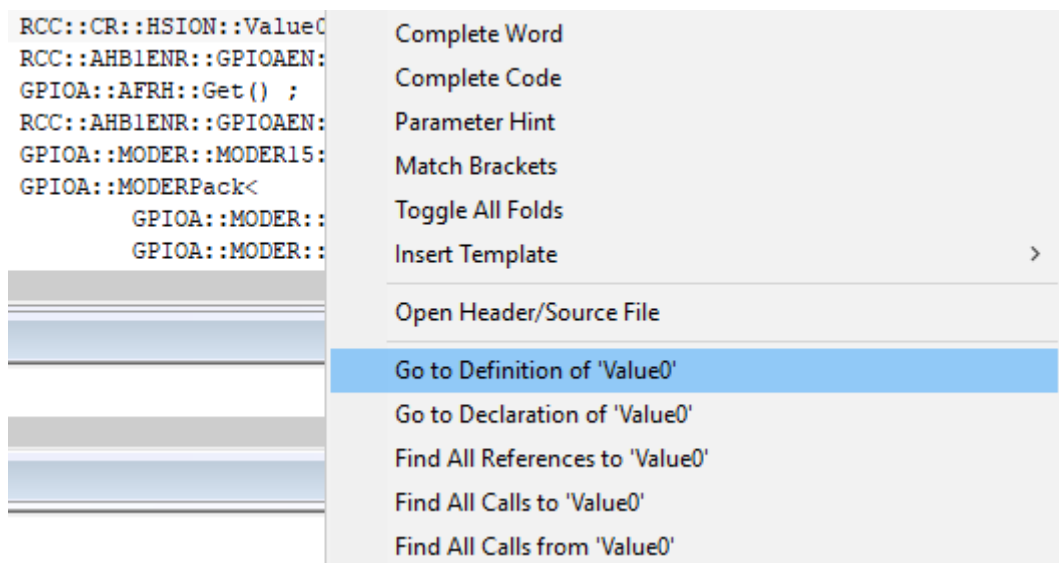 RCC::CR::HSION::Value0
RCC::AHB1ENR::GPIOAEN:
GPIOA::AFRH::Get() ;
RCC::AHB1ENR::GPIOAEN:
GPIOA::MODER::MODER15:
GPIOA::MODERPack<
GPIOA::MODER::
GPIOA::MODER::
Complete Word
Complete Code
Parameter Hint
Match Brackets
Toggle All Folds
Insert Template
Open Header/Source File
Go to Definition of 'Value0'
Go to Declaration of 'Value0'
Find All References to 'Value0'
Find All Calls to 'Value0'
Find All Calls from 'Value0'